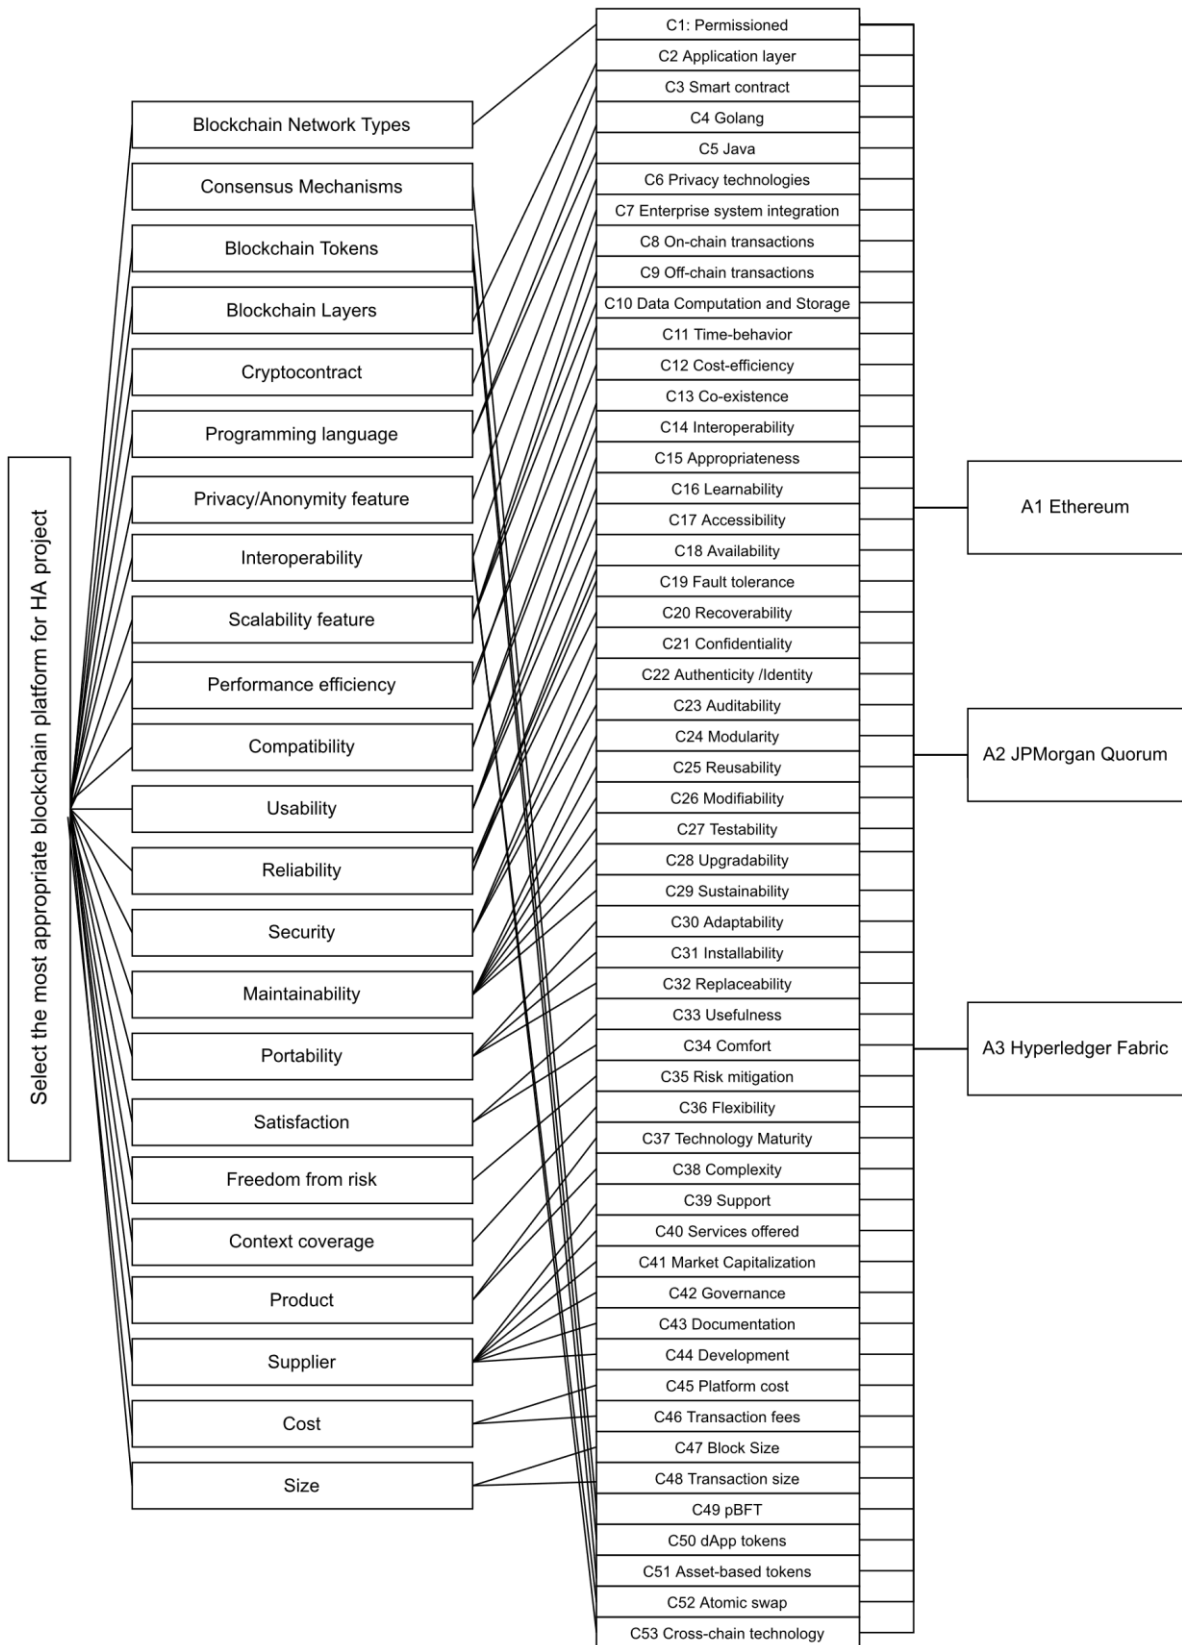 Select the most appropriate blockchain platform for HA project
Blockchain Network Types
Consensus Mechanisms
Blockchain Tokens
Blockchain Layers
Cryptocontract
Programming language
Privacy/Anonymity feature
Interoperability
Scalability feature
Performance efficiency
Compatibility
Usability
Reliability
Security
Maintainability
Portability
Satisfaction
Freedom from risk
Context coverage
Product
Supplier
Cost
Size
C1: Permissioned
C2 Application layer
C3 Smart contract
C4 Golang
C5 Java
C6 Privacy technologies
C7 Enterprise system integration
C8 On-chain transactions
C9 Off-chain transactions
C10 Data Computation and Storage
C11 Time-behavior
C12 Cost-efficiency
C13 Co-existence
C14 Interoperability
C15 Appropriateness
C16 Learnability
C17 Accessibility
C18 Availability
C19 Fault tolerance
C20 Recoverability
C21 Confidentiality
C22 Authenticity /Identity
C23 Auditability
C24 Modularity
C25 Reusability
C26 Modifiability
C27 Testability
C28 Upgradability
C29 Sustainability
C30 Adaptability
C31 Installability
C32 Replaceability
C33 Usefulness
C34 Comfort
C35 Risk mitigation
C36 Flexibility
C37 Technology Maturity
C38 Complexity
C39 Support
C40 Services offered
C41 Market Capitalization
C42 Governance
C43 Documentation
C44 Development
C45 Platform cost
C46 Transaction fees
C47 Block Size
C48 Transaction size
C49 pBFT
C50 dApp tokens
C51 Asset-based tokens
C52 Atomic swap
C53 Cross-chain technology
A1 Ethereum
A2 JPMorgan Quorum
A3 Hyperledger Fabric